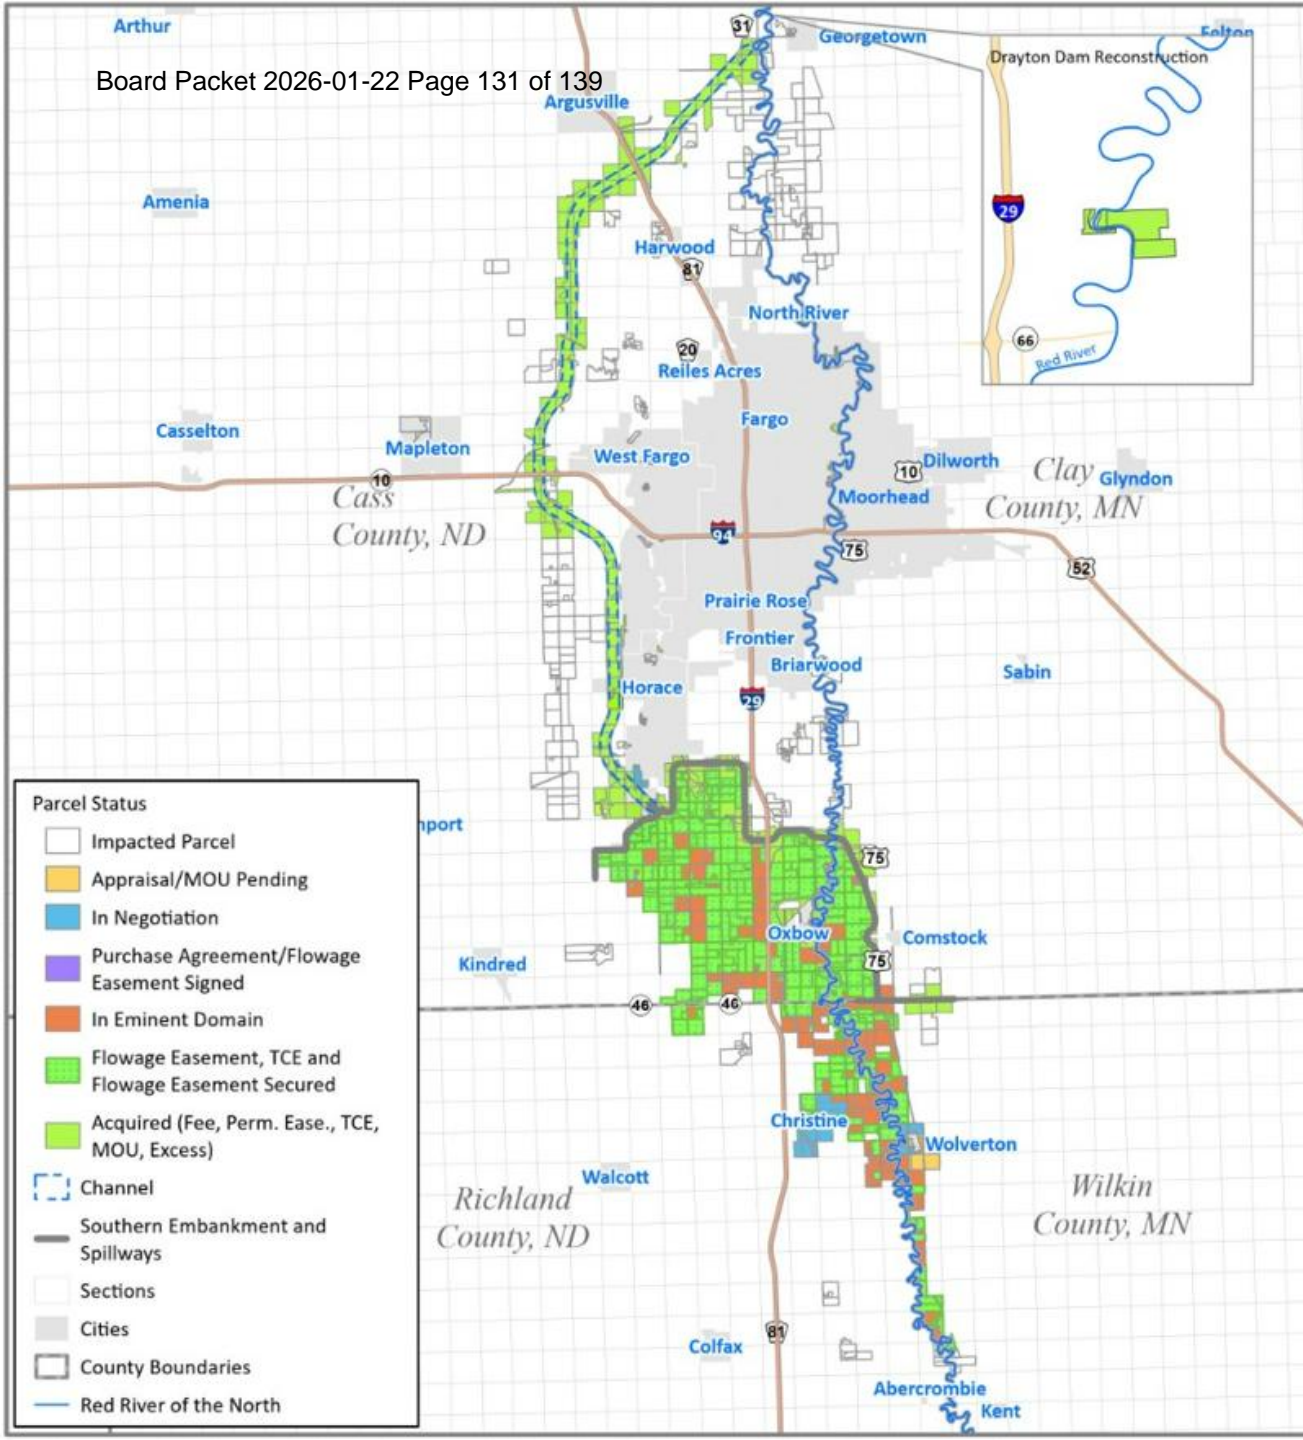 Arthur
31
Georgetown
Felton
Drayton Dam Reconstruction
Board Packet 2026-01-22 Page 131 of 139
Argusville
Amenia
29
Harwood
81
North River
66
Red River
20
Reiles Acres
Fargo
Casselton
Mapleton
West Fargo
10
Dilworth
Clay
County, MN
Glyndon
10
Cass
County, ND
Moorhead
94
75
52
Prairie Rose
Frontier
Briarwood
Sabin
Horace
29
Parcel Status
Impacted Parcel
Appraisal/MOU Pending
In Negotiation
Purchase Agreement/Flowage
Easement Signed
In Eminent Domain
Flowage Easement, TCE and
Flowage Easement Secured
Acquired (Fee, Perm. Ease., TCE,
MOU, Excess)
Channel
Southern Embankment and
Spillways
Sections
Cities
County Boundaries
Red River of the North
nport
75
Oxbow
Comstock
75
Kindred
46
46
Christine
Wolverton
Walcott
Richland
County, ND
Wilkin
County, MN
81
Colfax
Abercrombie
Kent